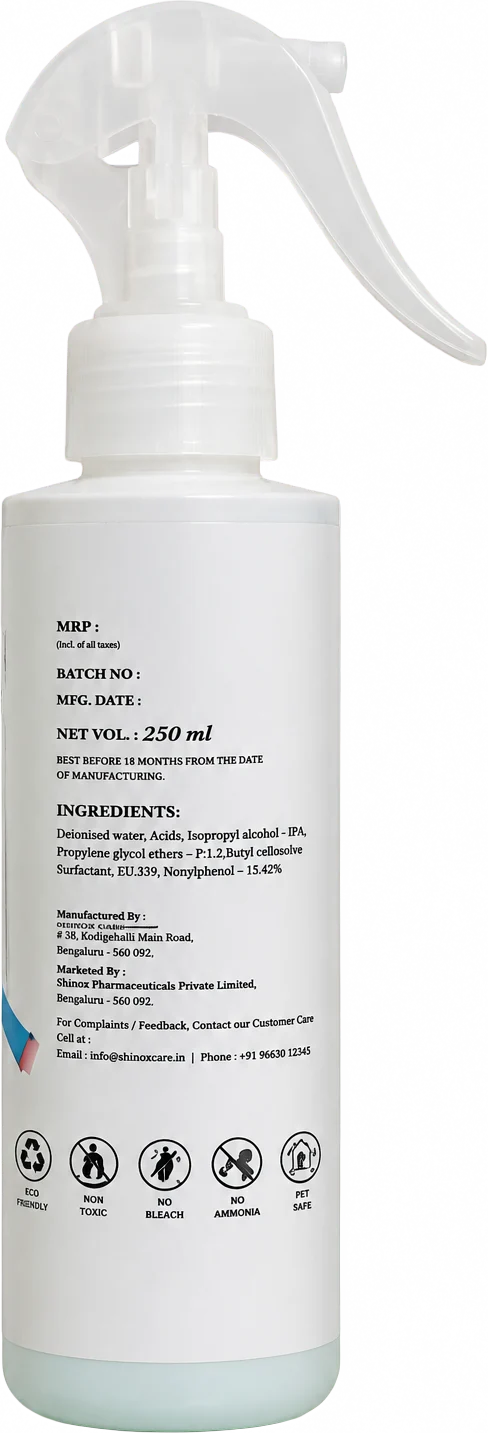 MRP :
(Incl. of all taxes)
BATCH NO :
MFG. DATE :
NET VOL. : 250 ml
BEST BEFORE 18 MONTHS FROM THE DATE
OF MANUFACTURING.
INGREDIENTS:
Deionised water, Acids, Isopropyl alcohol - IPA,
Propylene glycol ethers – P:1.2,Butyl cellosolve
Surfactant, EU.339, Nonylphenol – 15.42%
Manufactured By :
# 38, Kodigehalli Main Road,
Bengaluru - 560 092,
Marketed By :
Shinox Pharmaceuticals Private Limited,
Bengaluru - 560 092.
For Complaints / Feedback, Contact our Customer Care
Cell at :
Email : info@shinoxcare.in | Phone : +91 96630 12345
ECO
FRIENDLY
NON
TOXIC
NO
BLEACH
NO
AMMONIA
PET
SAFE